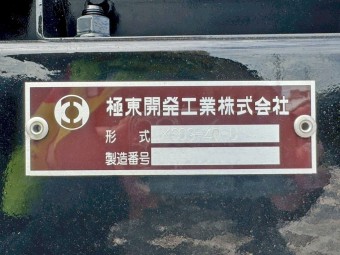 極東開発工業株式会社
形式
製造番号